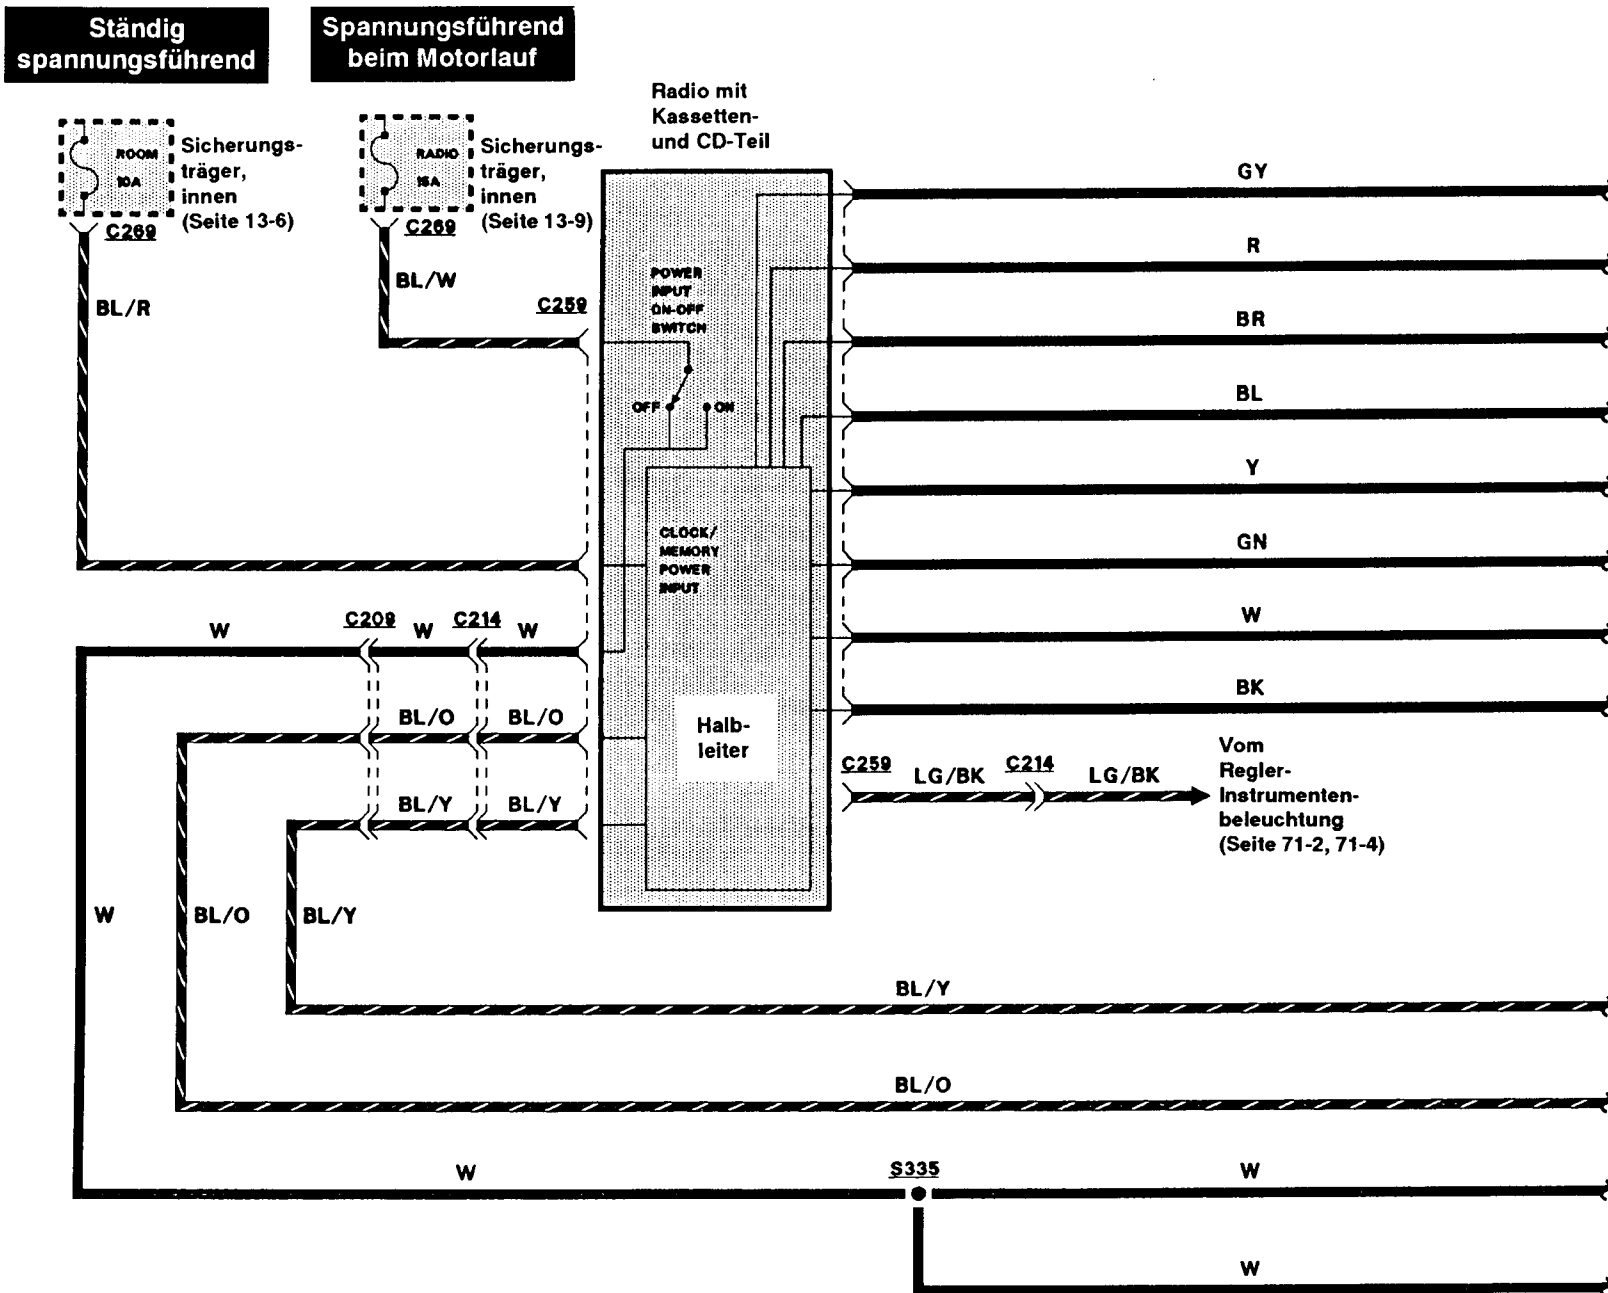 Ständig
spannungsführend
Spannungsführend
beim Motorlauf
ROOM
10A
Sicherungs-
träger,
innen
(Seite 13-6)
C269
BL/R
RADIO
15A
Sicherungs-
träger,
innen
(Seite 13-9)
C269
BL/W
C259
Radio mit
Kassetten-
und CD-Teil
POWER
INPUT
ON-OFF
SWITCH
OFF
ON
CLOCK/
MEMORY
POWER
INPUT
Halb-
leiter
GY
R
BR
BL
Y
GN
W
BK
W
C209
W
C214
W
BL/O
BL/O
BL/Y
BL/Y
C259
LG/BK
C214
LG/BK
Vom
Regler-
Instrumenten-
beleuchtung
(Seite 71-2, 71-4)
W
BL/O
BL/Y
BL/Y
BL/O
W
S335
W
W